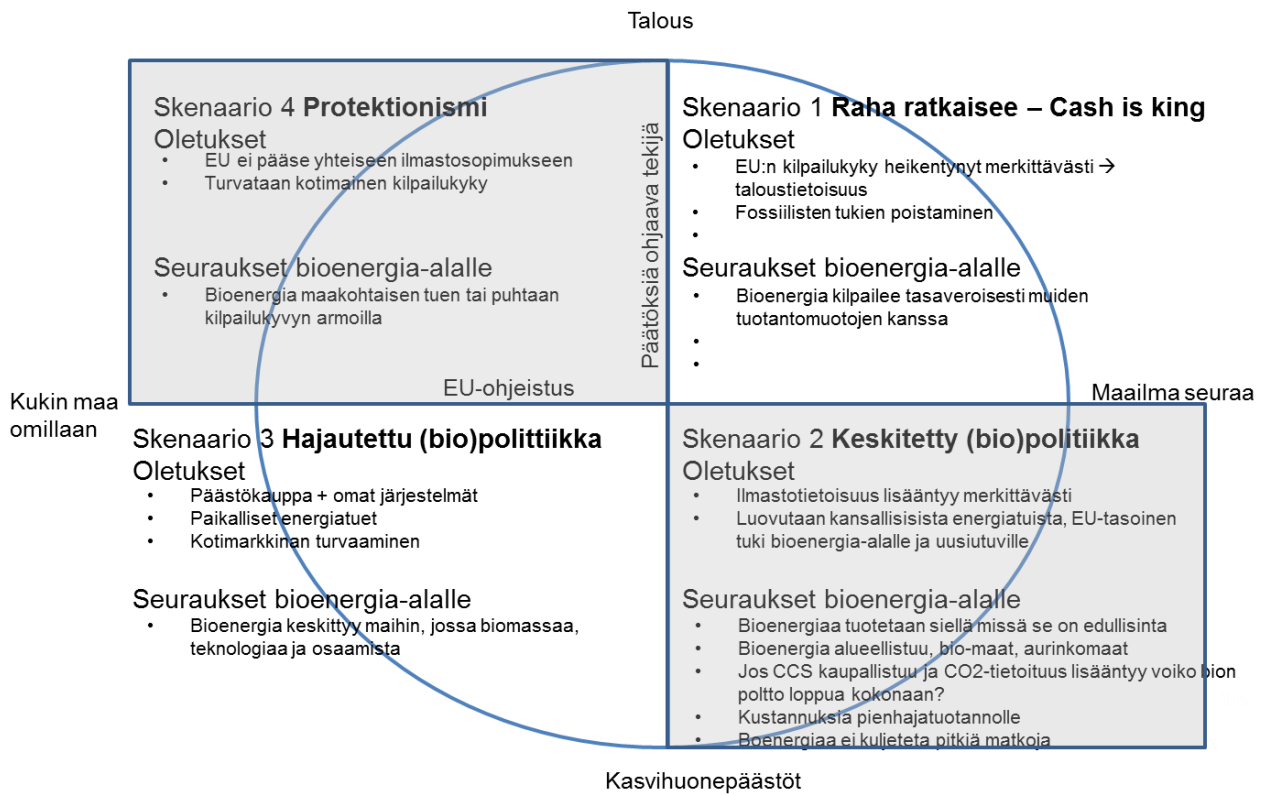 Talous
Skenaario 4 Protektionismi
Oletukset
• EU ei pääse yhteiseen ilmastosopimukseen
• Turvataan kotimainen kilpailukyky
Seuraukset bioenergia-alalle
• Bioenergia maakohtaisen tuen tai puhtaan
kilpailukyvyn armoilla
Päätöksiä ohjaava tekijä
Skenaario 1 Raha ratkaisee – Cash is king
Oletukset
• EU:n kilpailukyky heikentynyt merkittävästi →
taloustietoisuus
• Fossiilisten tukien poistaminen
•
Seuraukset bioenergia-alalle
• Bioenergia kilpailee tasaveroisesti muiden
tuotantomuotojen kanssa
•
•
EU-ohjeistus
Kukin maa
omillaan
Maailma seuraa
Skenaario 3 Hajautettu (bio)polittiikka
Oletukset
• Päästökauppa + omat järjestelmät
• Paikalliset energiatuet
• Kotimarkkinan turvaaminen
Seuraukset bioenergia-alalle
• Bioenergia keskittyy maihin, jossa biomassaa,
teknologiaa ja osaamista
Skenaario 2 Keskitetty (bio)politiikka
Oletukset
• Ilmastotietoisuus lisääntyy merkittävästi
• Luovutaan kansallisisista energiatuista, EU-tasoinen
tuki bioenergia-alalle ja uusiutuville
Seuraukset bioenergia-alalle
• Bioenergiaa tuotetaan siellä missä se on edullisinta
• Bioenergia alueellistuu, bio-maat, aurinkomaat
• Jos CCS kaupallistuu ja CO2-tietoituus lisääntyy voiko bion
poltto loppua kokonaan?
• Kustannuksia pienhajatuotannolle
• Boenergiaa ei kuljeteta pitkiä matkoja
Kasvihuonepäästöt